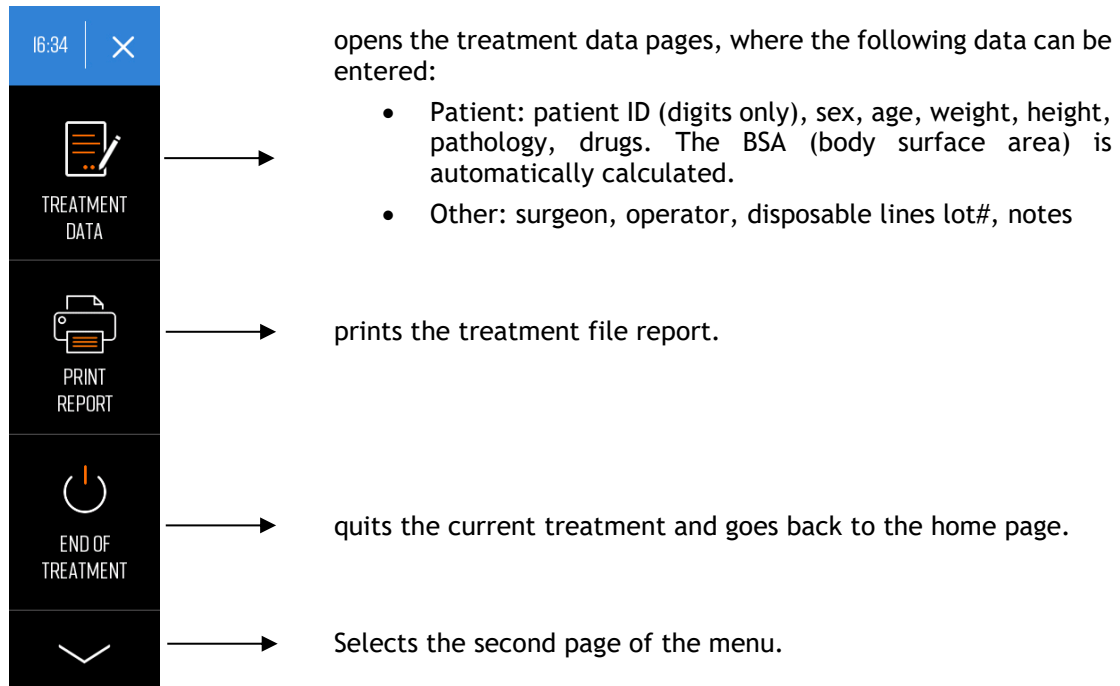 16:34
opens the treatment data pages, where the following data can be
entered:
• Patient: patient ID (digits only), sex, age, weight, height,
pathology, drugs. The BSA (body surface area) is
automatically calculated.
• Other: surgeon, operator, disposable lines lot#, notes
TREATMENT
DATA
prints the treatment file report.
PRINT
REPORT
quits the current treatment and goes back to the home page.
END OF
TREATMENT
Selects the second page of the menu.